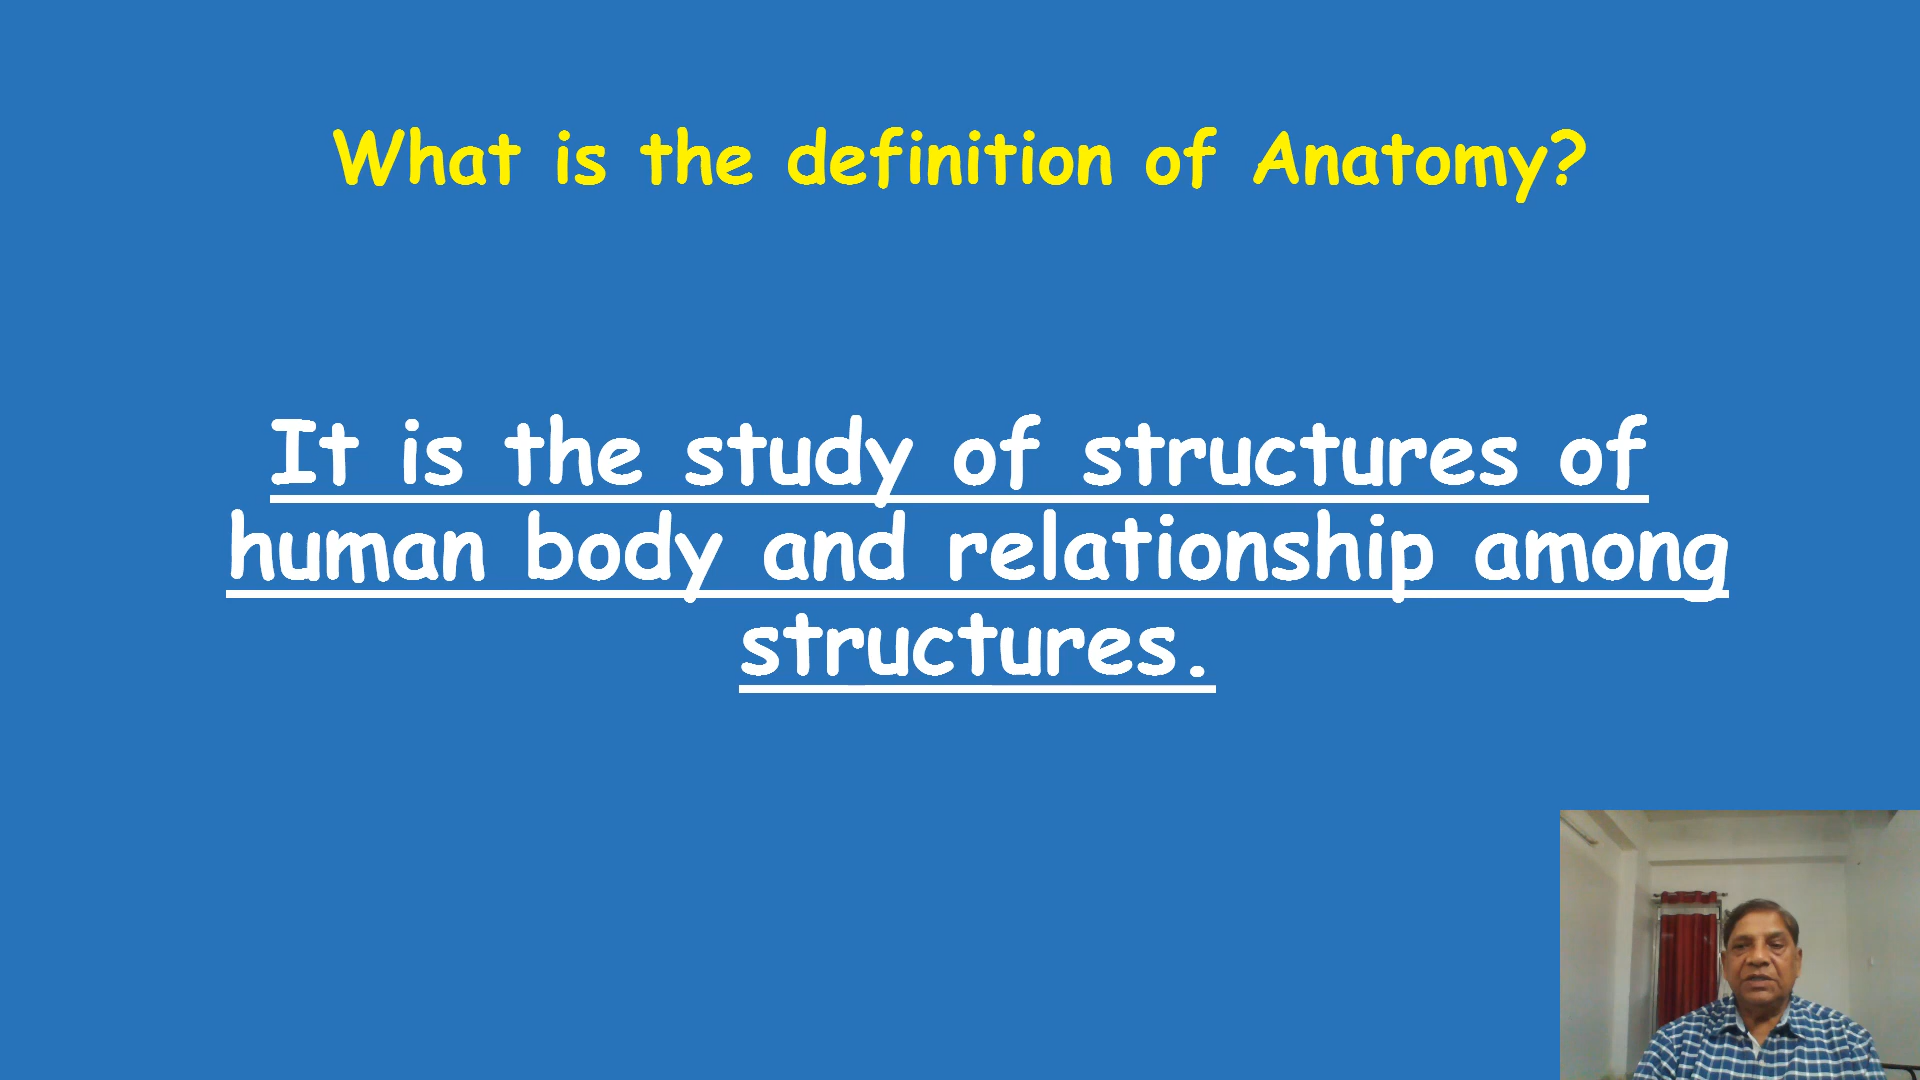 What is the definition of Anatomy?
It is the study of structures of
human body and relationship among
structures.